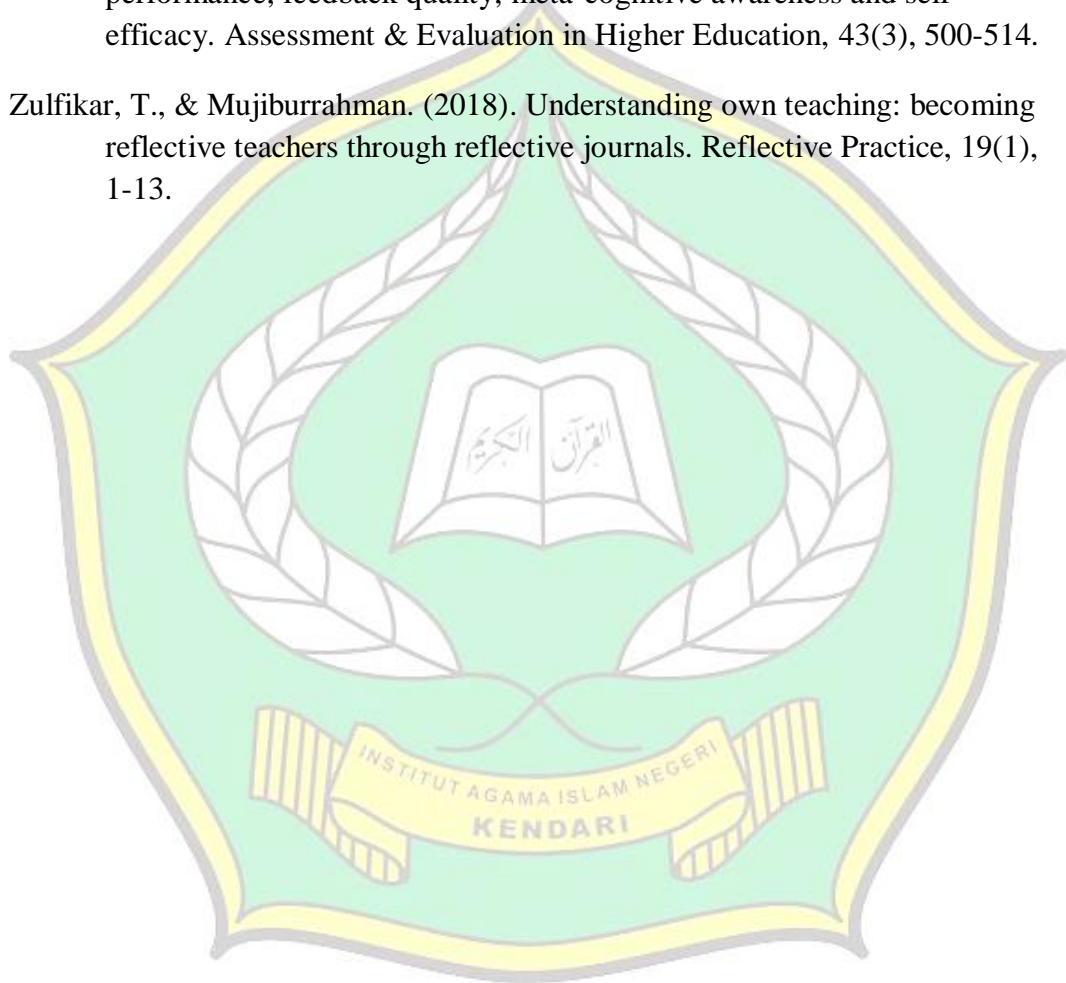 performance, feedback quality, meta-cognitive awareness and self-
efficacy. Assessment & Evaluation in Higher Education, 43(3), 500-514.
Zulfikar, T., & Mujiburrahman. (2018). Understanding own teaching: becoming
reflective teachers through reflective journals. Reflective Practice, 19(1),
1-13.
القرآن الكريم
INSTITUT AGAMA ISLAM NEGERI
KENDARI